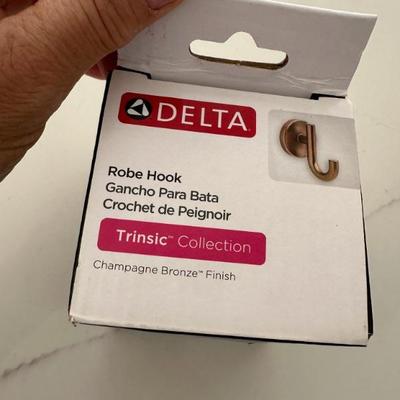 DELTA
Robe Hook
Gancho Para Bata
Crochet de Peignoir
Trinsic™ Collection
Champagne Bronze™ Finish